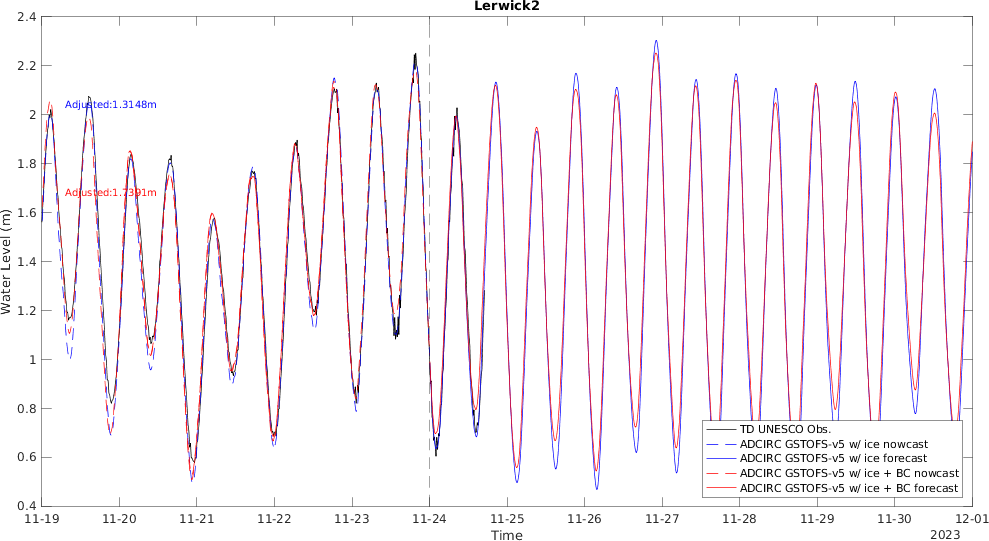 Lerwick2
2.4
2.2
2
1.8
1.6
1.4
1.2
1
0.8
0.6
0.4
Water Level (m)
Adjusted:1.3148m
Adjusted:1.7391m
TD UNESCO Obs.
ADCIRC GSTOFS-v5 w/ ice nowcast
ADCIRC GSTOFS-v5 w/ ice forecast
ADCIRC GSTOFS-v5 w/ ice + BC nowcast
ADCIRC GSTOFS-v5 w/ ice + BC forecast
11-19 11-20 11-21 11-22 11-23 11-24 11-25 11-26 11-27 11-28 11-29 11-30 12-01
Time
2023